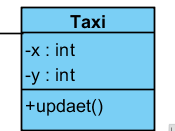 Taxi
-x : int
-y : int
+updaet()